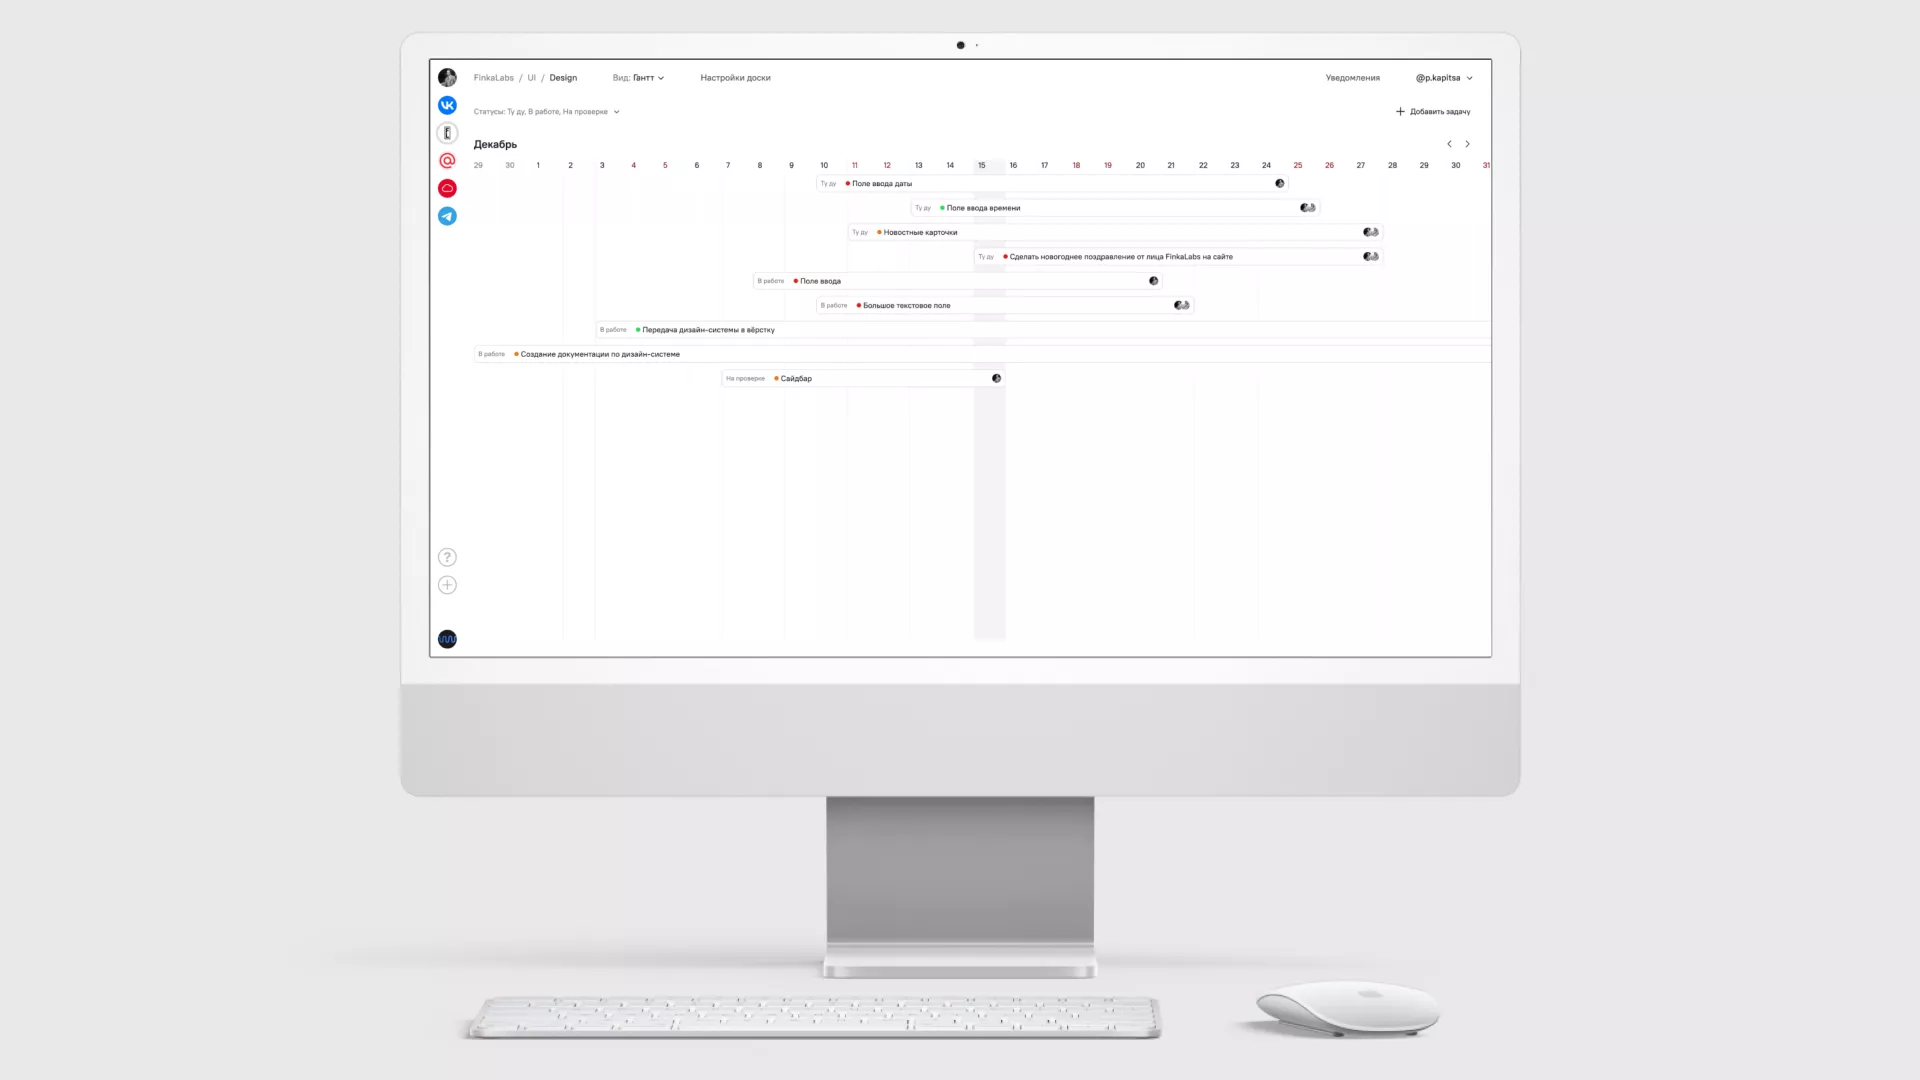 FinkaLabs / UI / Design Вид: Гантт Настройки доски Уведомления @p.kapitsa
Статусы: Ту ду, В работе, На проверке Добавить задачу
Декабрь
29 30 1 2 3 4 5 6 7 8 9 10 11 12 13 14 15 16 17 18 19 20 21 22 23 24 25 26 27 28 29 30 31
Ту ду Поле ввода даты
Ту ду Поле ввода времени
Ту ду Новостные карточки
Ту ду Сделать новогоднее поздравление от лица FinkaLabs на сайте
В работе Поле ввода
В работе Большое текстовое поле
В работе Передача дизайн-системы в вёрстку
В работе Создание документации по дизайн-системе
На проверке Сайдбар